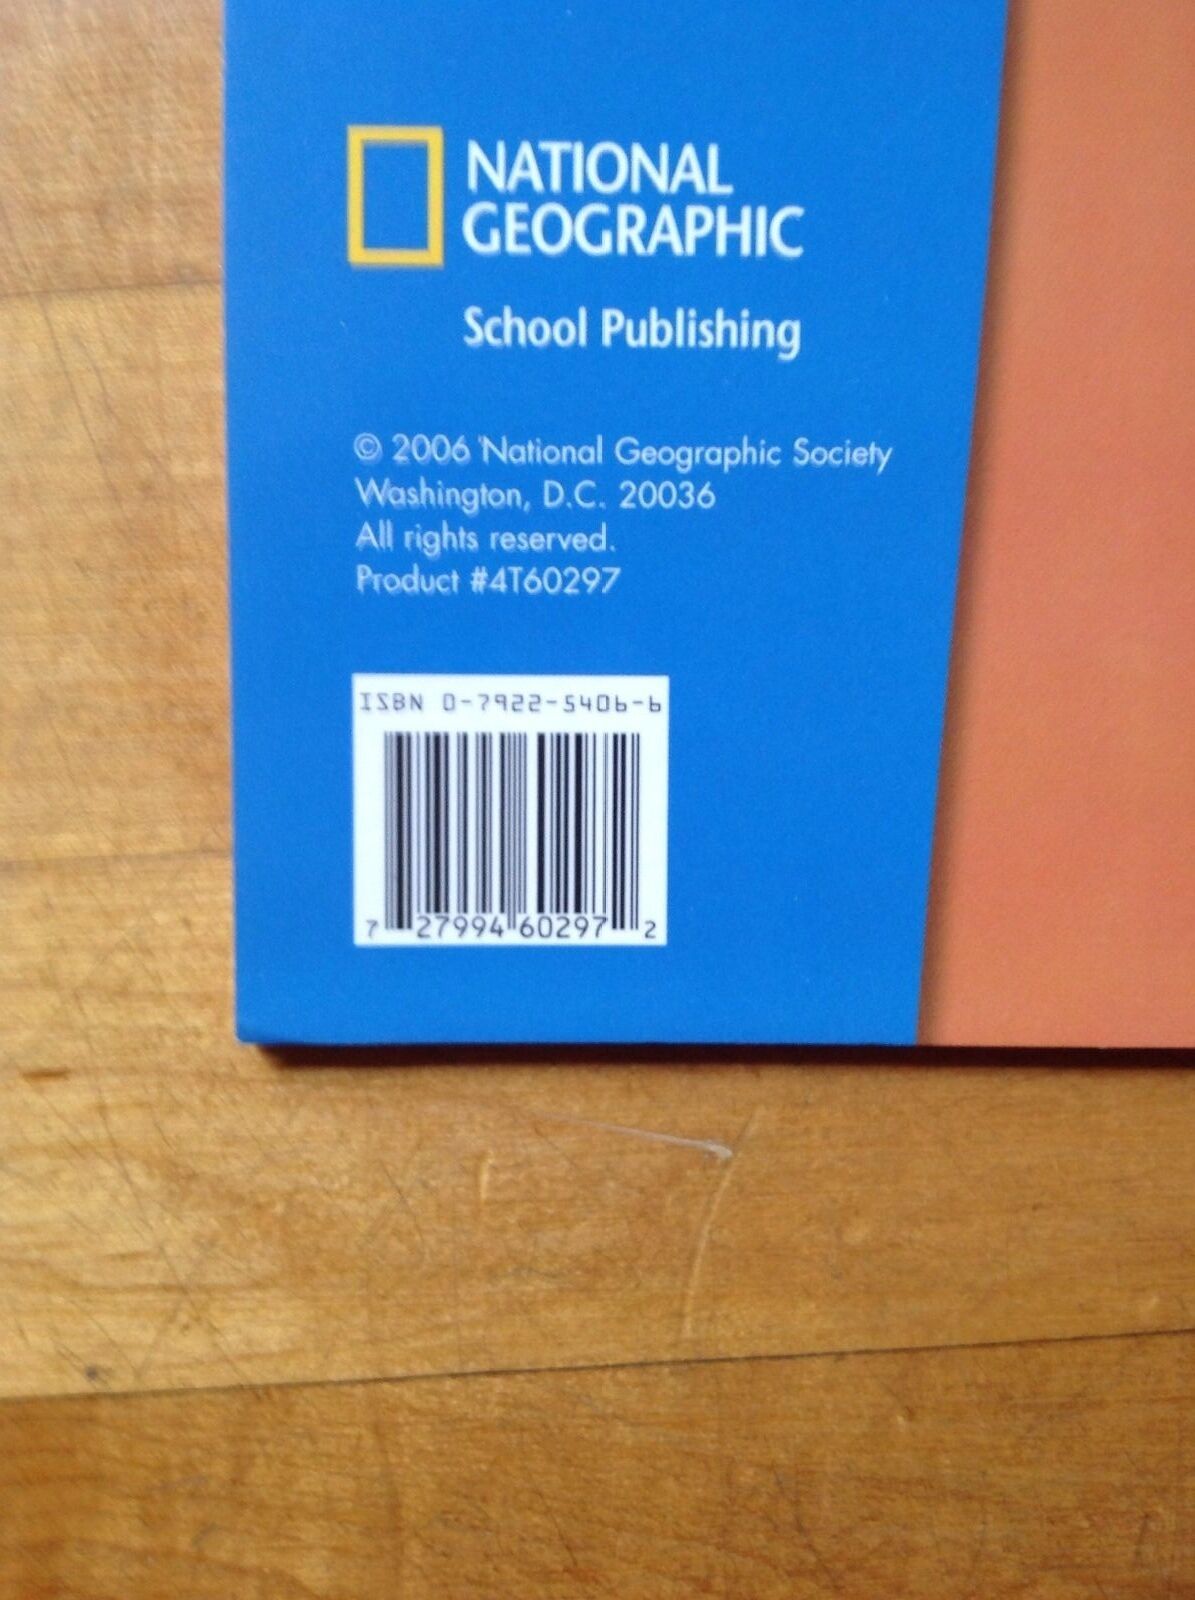 NATIONAL
GEOGRAPHIC
School Publishing
© 2006 National Geographic Society
Washington, D.C. 20036
All rights reserved.
Product #4T60297
ISBN 0-7922-5406-6
7 27994 60297 2